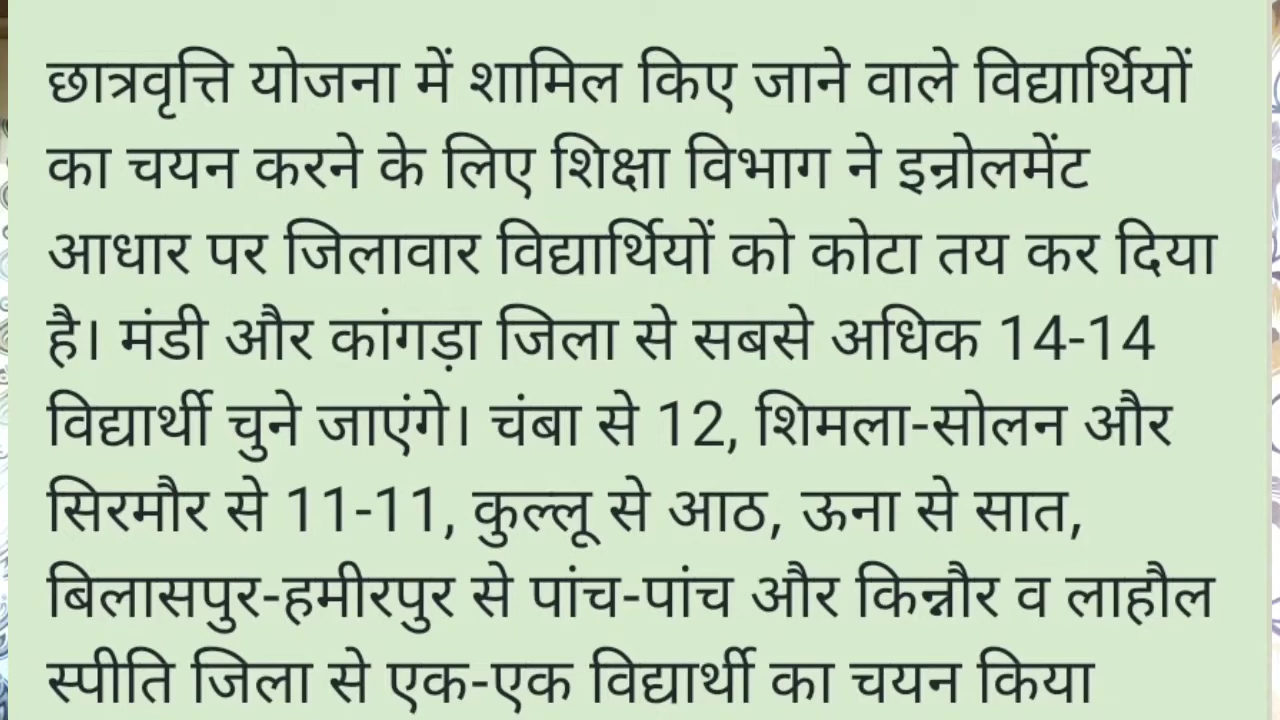 छात्रवृत्ति योजना में शामिल किए जाने वाले विद्यार्थियों
का चयन करने के लिए शिक्षा विभाग ने इन्रोलमेंट
आधार पर जिलावार विद्यार्थियों को कोटा तय कर दिया
है। मंडी और कांगड़ा जिला से सबसे अधिक 14-14
विद्यार्थी चुने जाएंगे। चंबा से 12, शिमला-सोलन और
सिरमौर से 11-11, कुल्लू से आठ, ऊना से सात,
बिलासपुर-हमीरपुर से पांच-पांच और किन्नौर व लाहौल
स्पीति जिला से एक-एक विद्यार्थी का चयन किया